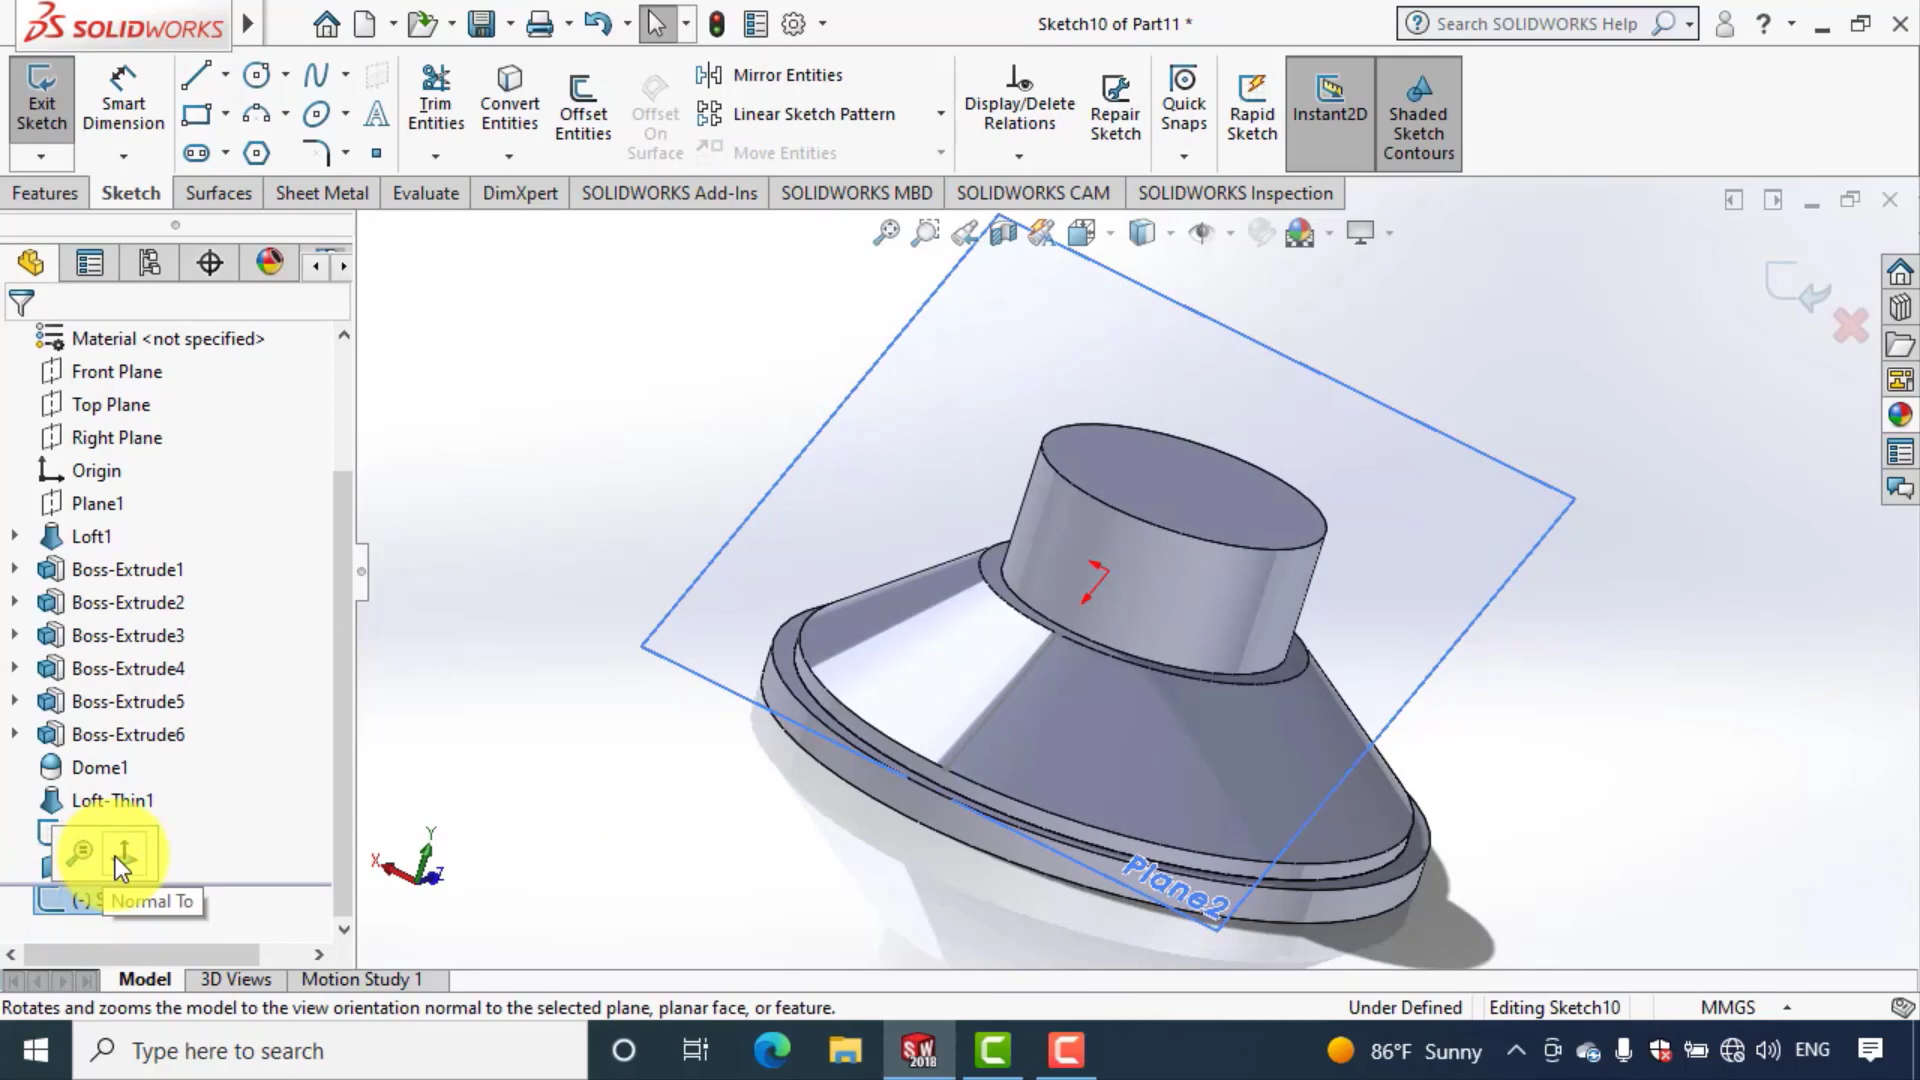 SOLIDWORKS
Sketch10 of Part11 *
Search SOLIDWORKS Help
Exit Sketch
Smart Dimension
Trim Entities
Convert Entities
Offset Entities
Offset On Surface
Mirror Entities
Linear Sketch Pattern
Move Entities
Display/Delete Relations
Repair Sketch
Quick Snaps
Rapid Sketch
Instant2D
Shaded Sketch Contours
Features
Sketch
Surfaces
Sheet Metal
Evaluate
DimXpert
SOLIDWORKS Add-Ins
SOLIDWORKS MBD
SOLIDWORKS CAM
SOLIDWORKS Inspection
Material <not specified>
Front Plane
Top Plane
Right Plane
Origin
Plane1
Loft1
Boss-Extrude1
Boss-Extrude2
Boss-Extrude3
Boss-Extrude4
Boss-Extrude5
Boss-Extrude6
Dome1
Loft-Thin1
(-) S
Normal To
Plane2
Y
X
Z
Model
3D Views
Motion Study 1
Rotates and zooms the model to the view orientation normal to the selected plane, planar face, or feature.
Under Defined
Editing Sketch10
MMGS
Type here to search
SW
2018
86°F Sunny
ENG